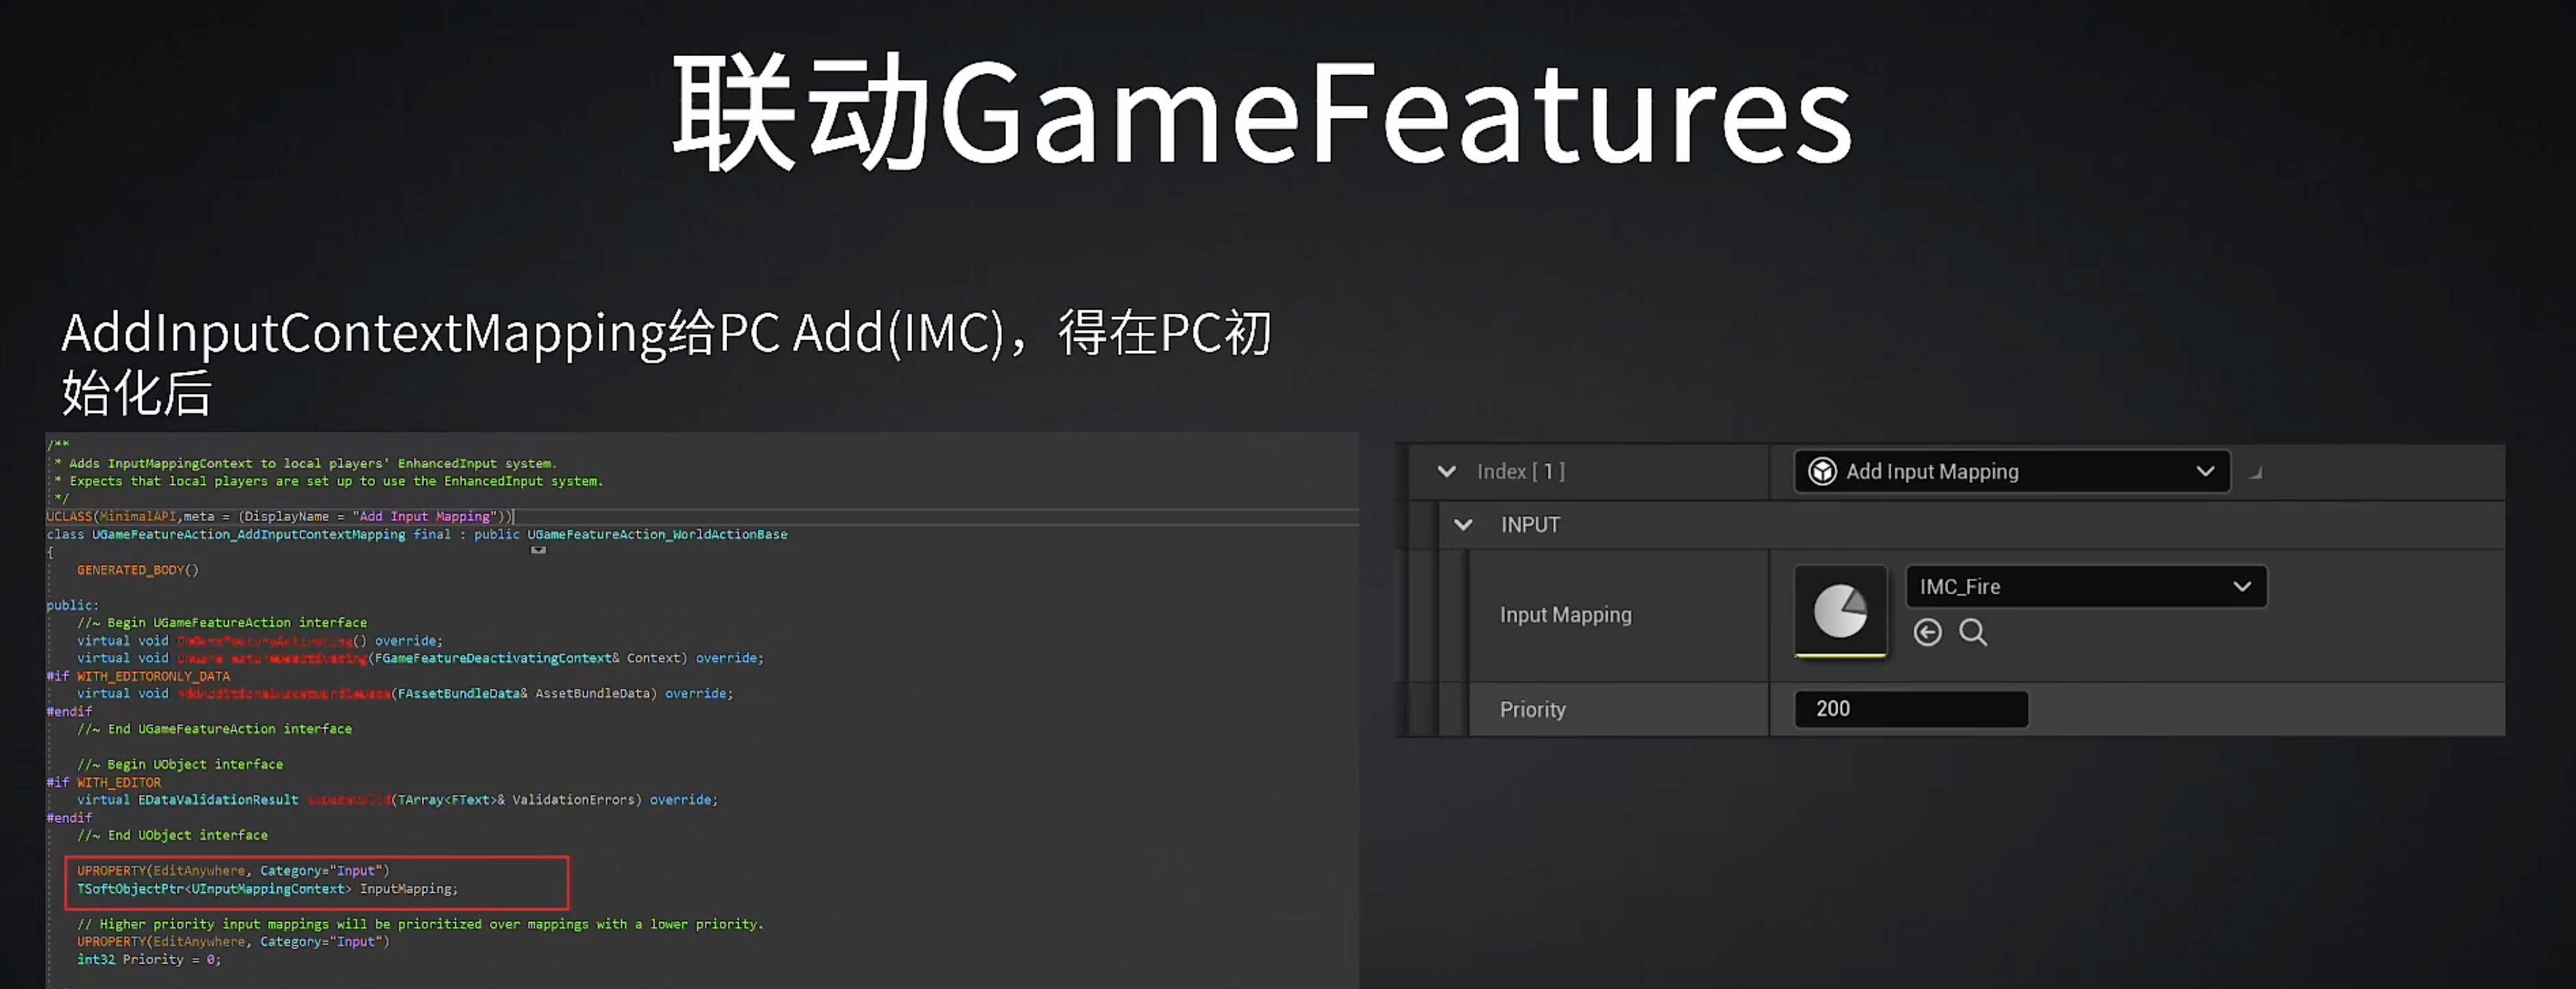 联动GameFeatures
AddInputContextMapping给PC Add(IMC)，得在PC初
始化后
/**
* Adds InputMappingContext to local players' EnhancedInput system.
* Expects that local players are set up to use the EnhancedInput system.
*/
UCLASS(MinimalAPI,meta = (DisplayName = "Add Input Mapping"))
class UGameFeatureAction_AddInputContextMapping final : public UGameFeatureAction_WorldActionBase
{
GENERATED_BODY()
public:
//~ Begin UGameFeatureAction interface
virtual void () override;
virtual void (FGameFeatureDeactivatingContext& Context) override;
#if WITH_EDITORONLY_DATA
virtual void (FAssetBundleData& AssetBundleData) override;
#endif
//~ End UGameFeatureAction interface
//~ Begin UObject interface
#if WITH_EDITOR
virtual EDataValidationResult (TArray<FText>& ValidationErrors) override;
#endif
//~ End UObject interface
UPROPERTY(EditAnywhere, Category="Input")
TSoftObjectPtr<UInputMappingContext> InputMapping;
// Higher priority input mappings will be prioritized over mappings with a lower priority.
UPROPERTY(EditAnywhere, Category="Input")
int32 Priority = 0;
Index [ 1 ] Add Input Mapping
INPUT
Input Mapping IMC_Fire
Priority 200